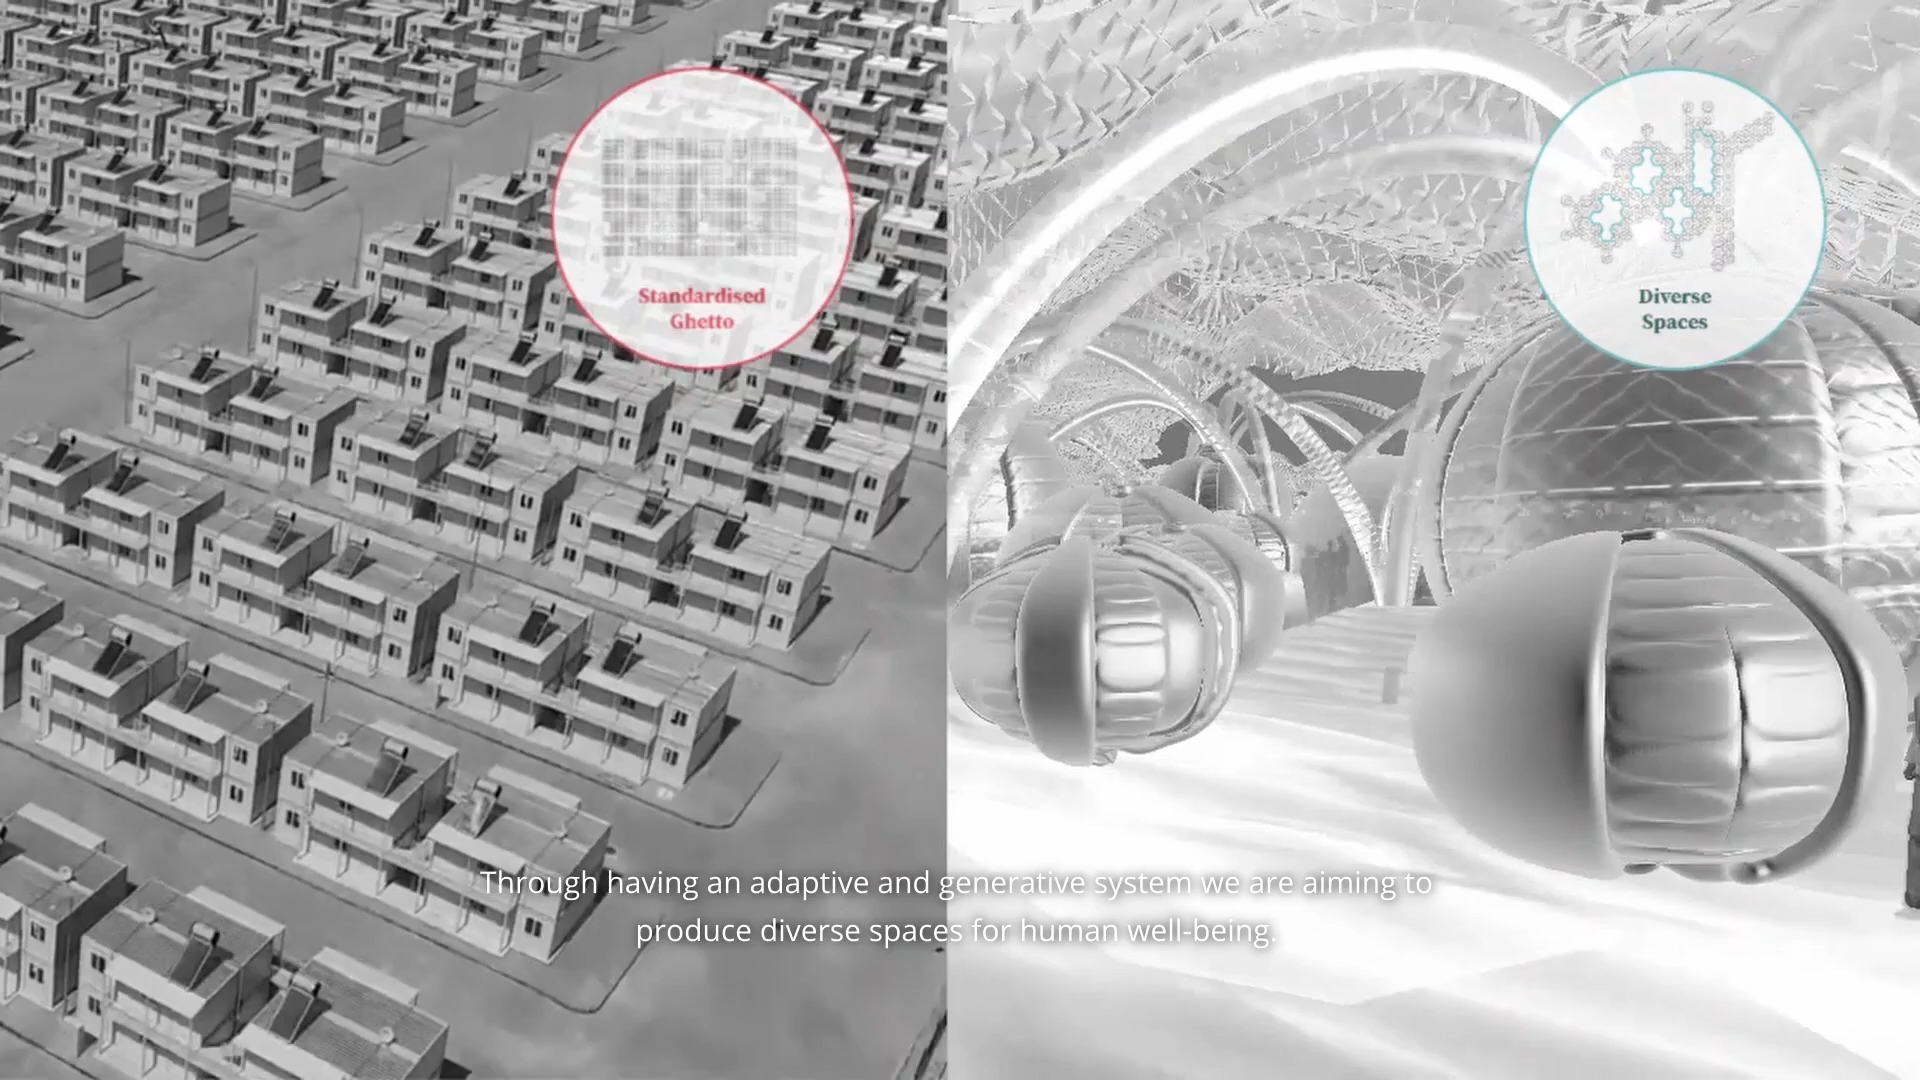 Standardised
Ghetto
Diverse
Spaces
Through having an adaptive and generative system we are aiming to
produce diverse spaces for human well-being.